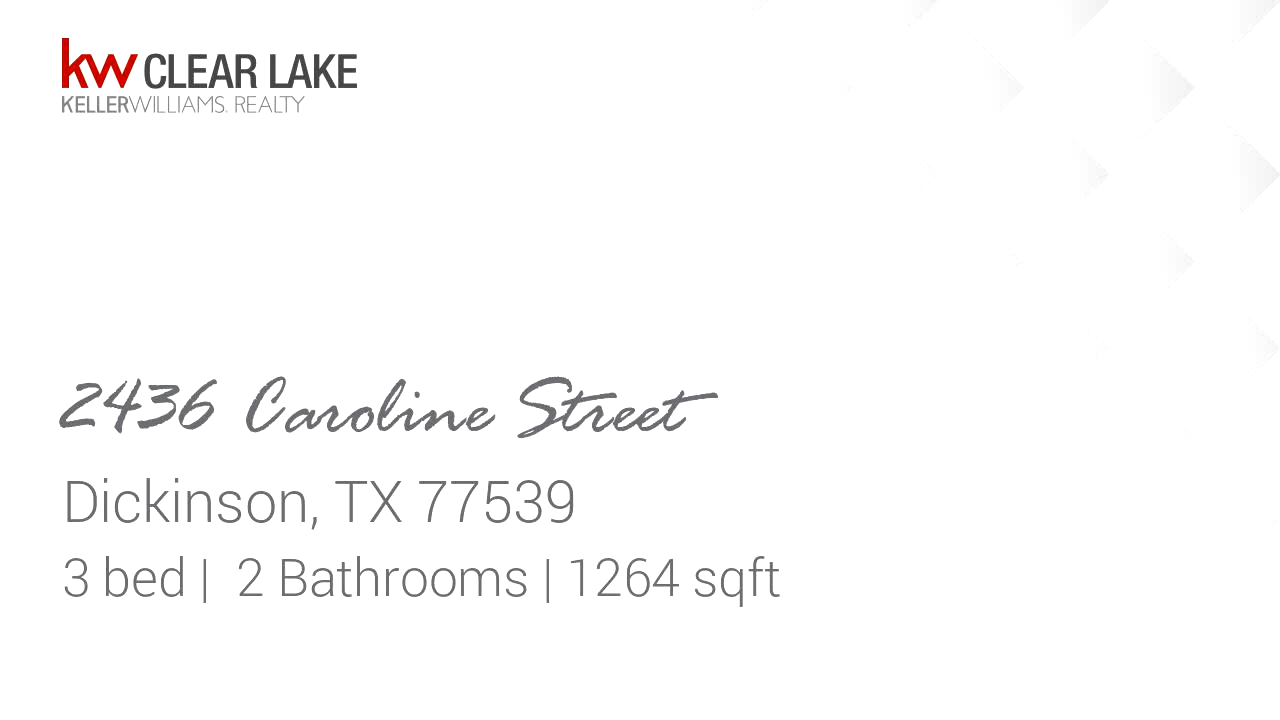 kw CLEAR LAKE
KELLERWILLIAMS. REALTY
2436 Caroline Street
Dickinson, TX 77539
3 bed | 2 Bathrooms | 1264 sqft